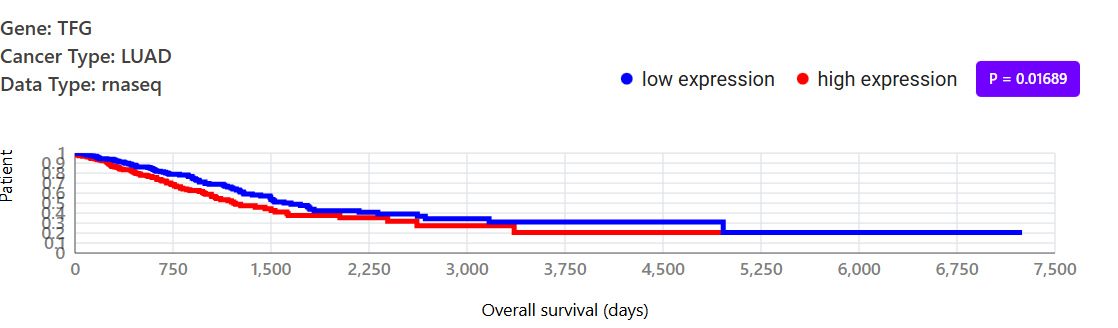 Gene: TFG
Cancer Type: LUAD
Data Type: rnaseq
low expression high expression P = 0.01689
Patient
1
0.9
0.8
0.7
0.6
0.5
0.4
0.3
0.2
0.1
0
0 750 1,500 2,250 3,000 3,750 4,500 5,250 6,000 6,750 7,500
Overall survival (days)